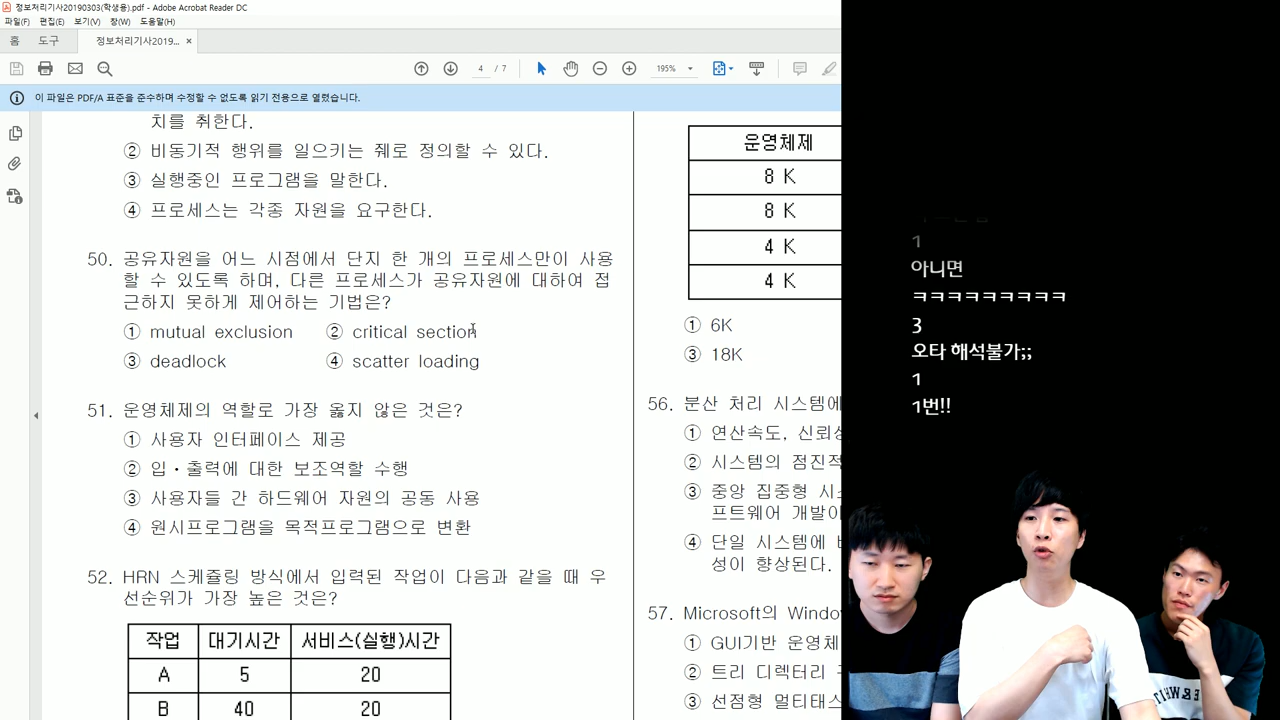 정보처리기사20190303(학생용).pdf - Adobe Acrobat Reader DC
파일(F) 편집(E) 보기(V) 창(W) 도움말(H)
홈 도구 정보처리기사2019... ×
4 / 7 195%
이 파일은 PDF/A 표준을 준수하며 수정할 수 없도록 읽기 전용으로 열렸습니다.
치를 취한다.
② 비동기적 행위를 일으키는 줴로 정의할 수 있다.
③ 실행중인 프로그램을 말한다.
④ 프로세스는 각종 자원을 요구한다.
50. 공유자원을 어느 시점에서 단지 한 개의 프로세스만이 사용
할 수 있도록 하며, 다른 프로세스가 공유자원에 대하여 접
근하지 못하게 제어하는 기법은?
① mutual exclusion ② critical section
③ deadlock ④ scatter loading
51. 운영체제의 역할로 가장 옳지 않은 것은?
① 사용자 인터페이스 제공
② 입·출력에 대한 보조역할 수행
③ 사용자들 간 하드웨어 자원의 공동 사용
④ 원시프로그램을 목적프로그램으로 변환
52. HRN 스케쥴링 방식에서 입력된 작업이 다음과 같을 때 우
선순위가 가장 높은 것은?
작업 대기시간 서비스(실행)시간
A 5 20
B 40 20
운영체제
8 K
8 K
4 K
4 K
① 6K
③ 18K
56. 분산 처리 시스템에
① 연산속도, 신뢰성
② 시스템의 점진적
③ 중앙 집중형 시스
프트웨어 개발이
④ 단일 시스템에 비
성이 향상된다.
57. Microsoft의 Windo
① GUI기반 운영체
② 트리 디렉터리 구
③ 선점형 멀티태스
1
아니면
ㅋㅋㅋㅋㅋㅋㅋㅋㅋ
3
오타 해석불가;;
1
1번!!